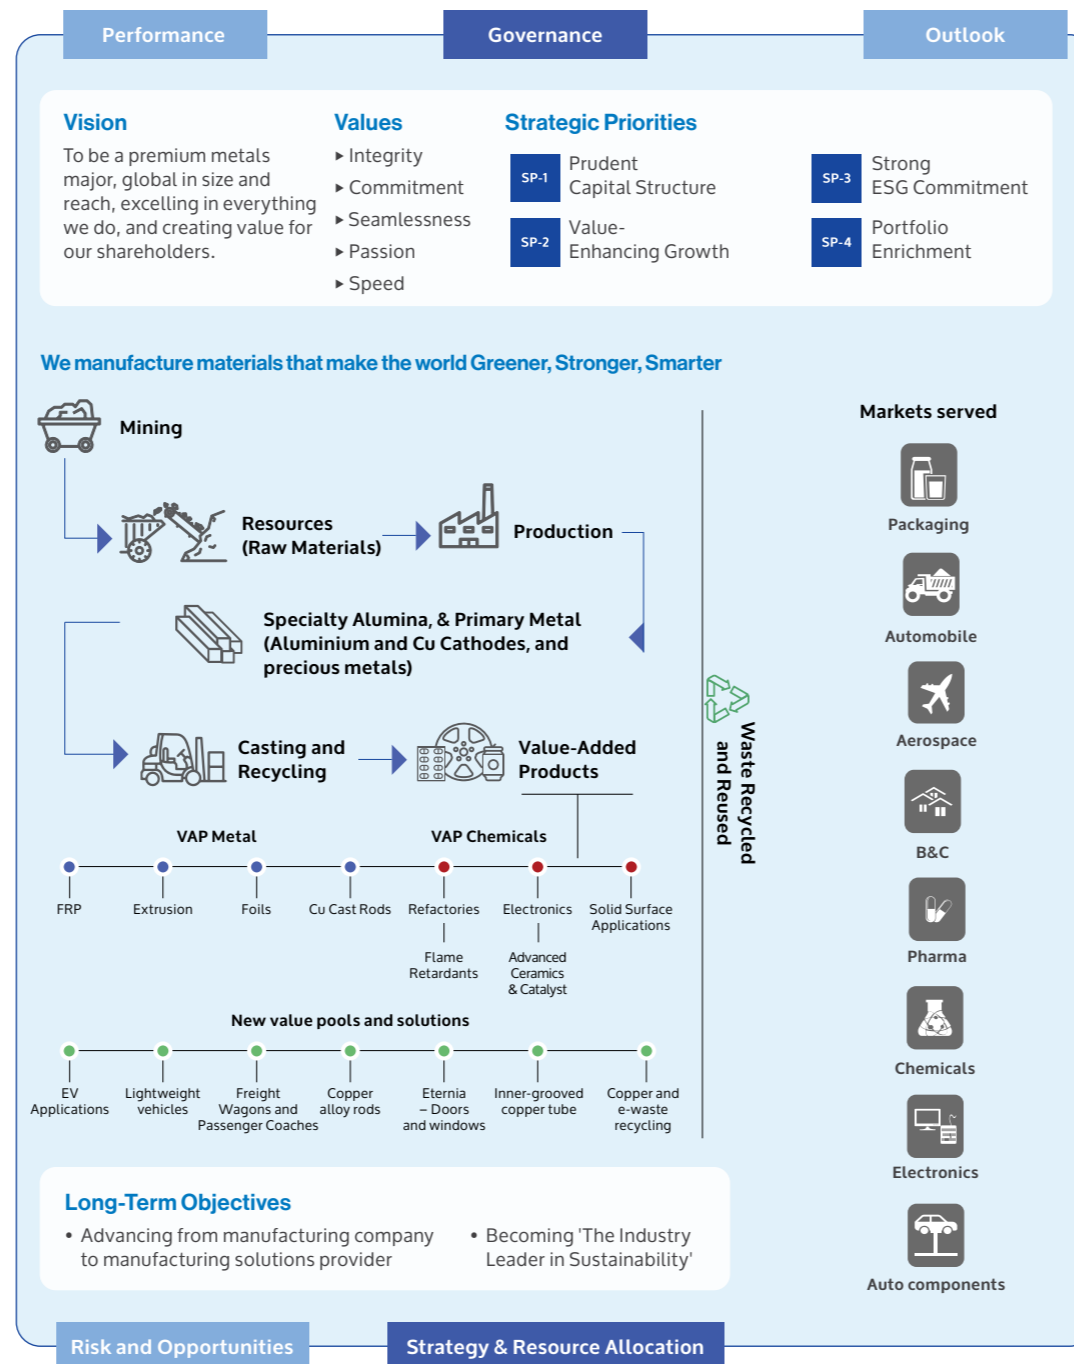 Performance
Governance
Outlook
Vision
To be a premium metals
major, global in size and
reach, excelling in everything
we do, and creating value for
our shareholders.
Values
▸ Integrity
▸ Commitment
▸ Seamlessness
▸ Passion
▸ Speed
Strategic Priorities
SP-1
Prudent
Capital Structure
SP-2
Value-
Enhancing Growth
SP-3
Strong
ESG Commitment
SP-4
Portfolio
Enrichment
We manufacture materials that make the world Greener, Stronger, Smarter
Mining
Resources
(Raw Materials)
Production
Specialty Alumina, & Primary Metal
(Aluminium and Cu Cathodes, and
precious metals)
Casting and
Recycling
Value-Added
Products
VAP Metal
VAP Chemicals
FRP
Extrusion
Foils
Cu Cast Rods
Refactories
Electronics
Solid Surface
Applications
Flame
Retardants
Advanced
Ceramics
& Catalyst
New value pools and solutions
EV
Applications
Lightweight
vehicles
Freight
Wagons and
Passenger Coaches
Copper
alloy rods
Eternia
– Doors
and windows
Inner-grooved
copper tube
Copper and
e-waste
recycling
Waste Recycled
and Reused
Markets served
Packaging
Automobile
Aerospace
B&C
Pharma
Chemicals
Electronics
Auto components
Long-Term Objectives
• Advancing from manufacturing company
to manufacturing solutions provider
• Becoming 'The Industry
Leader in Sustainability'
Risk and Opportunities
Strategy & Resource Allocation